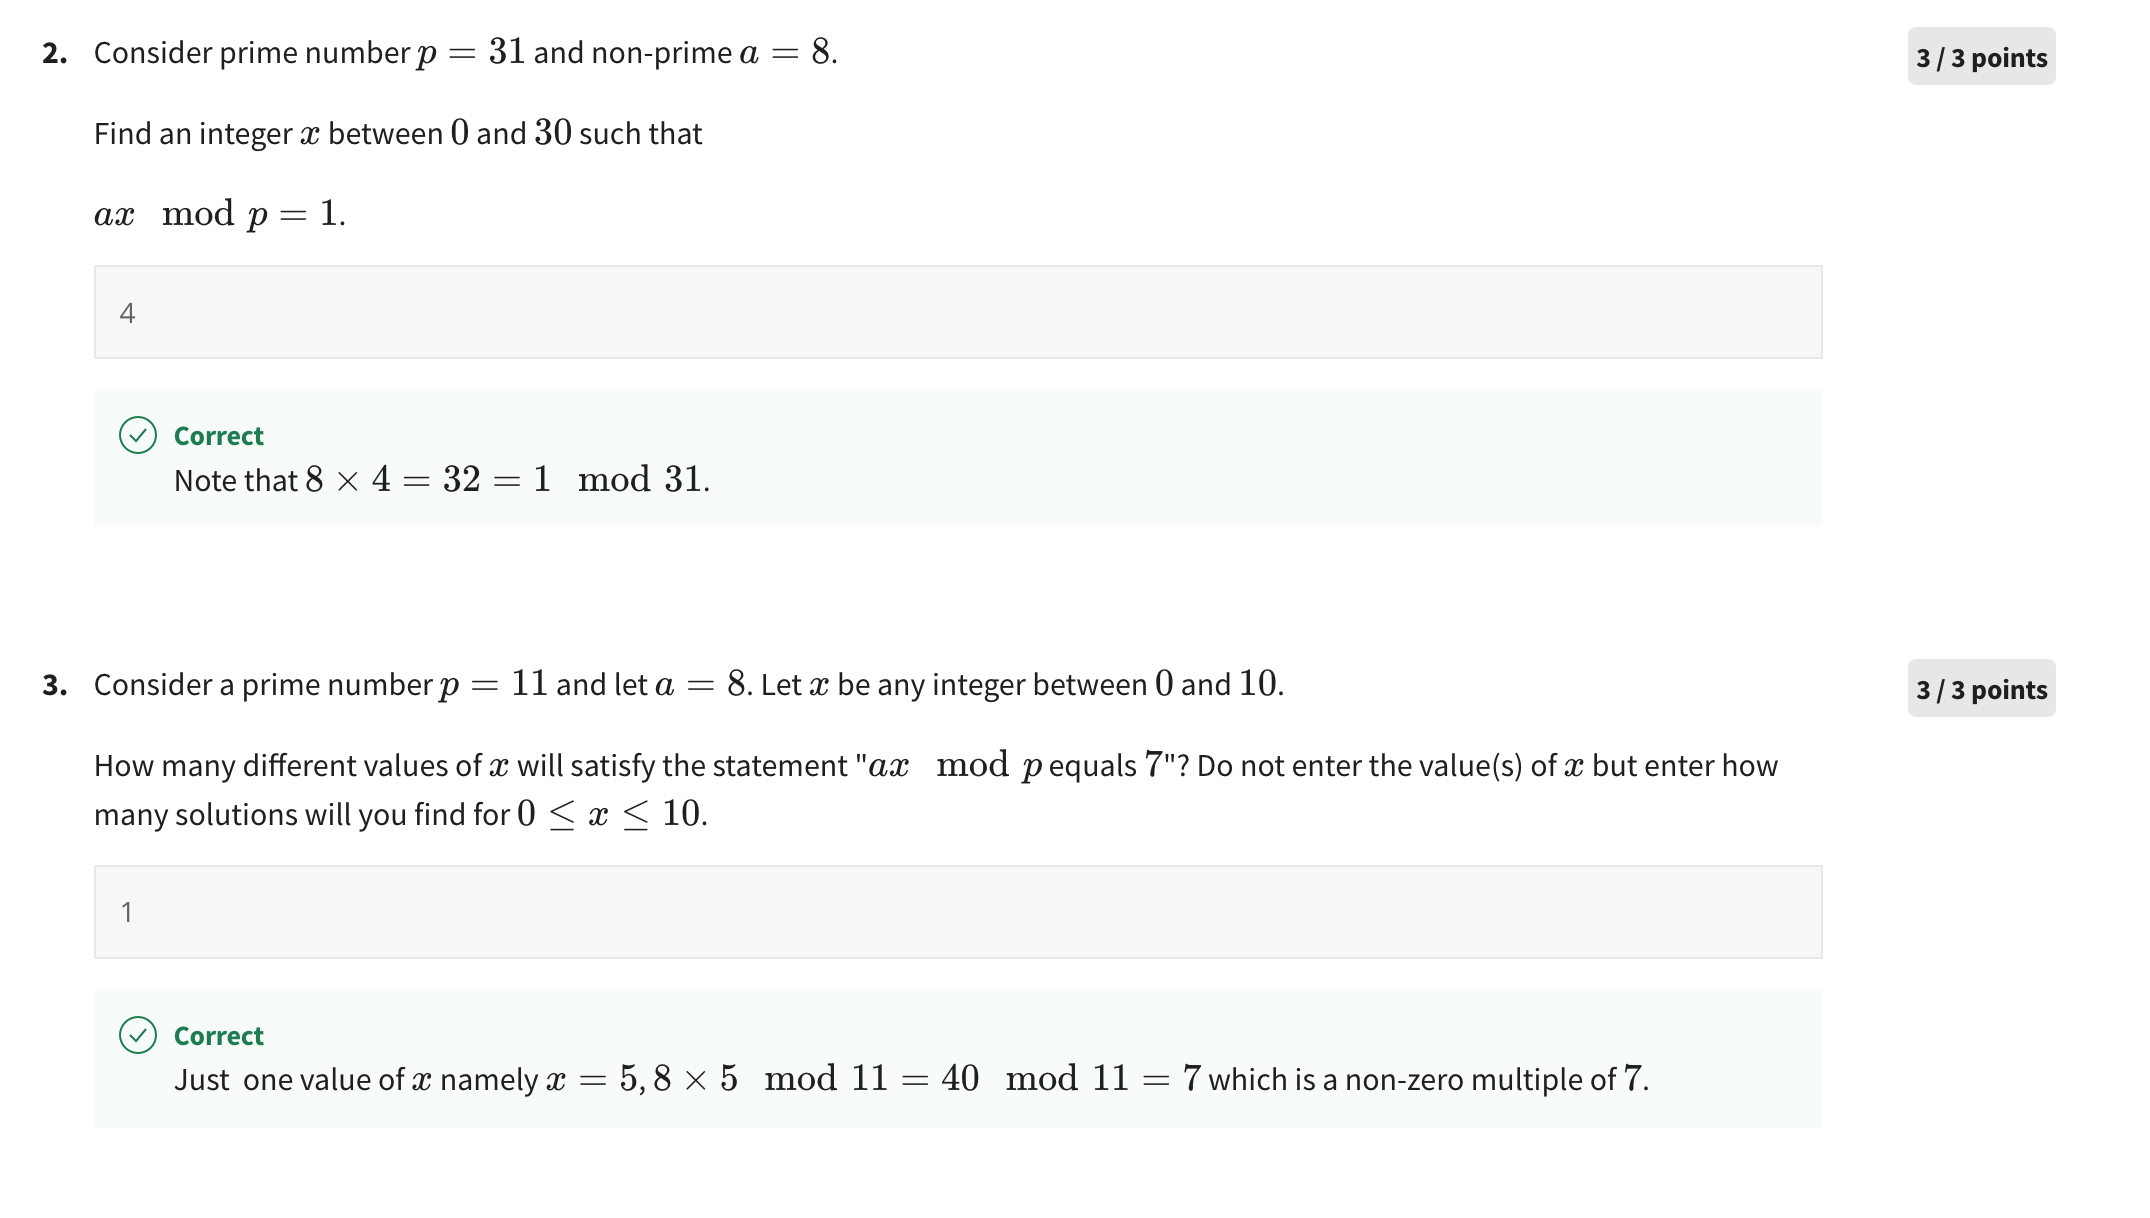 2. Consider prime number p = 31 and non-prime a = 8.
3 / 3 points
Find an integer x between 0 and 30 such that
ax mod p = 1.
4
Correct
Note that 8 × 4 = 32 = 1 mod 31.
3. Consider a prime number p = 11 and let a = 8. Let x be any integer between 0 and 10.
3 / 3 points
How many different values of x will satisfy the statement "ax mod p equals 7"? Do not enter the value(s) of x but enter how
many solutions will you find for 0 ≤ x ≤ 10.
1
Correct
Just one value of x namely x = 5, 8 × 5 mod 11 = 40 mod 11 = 7 which is a non-zero multiple of 7.